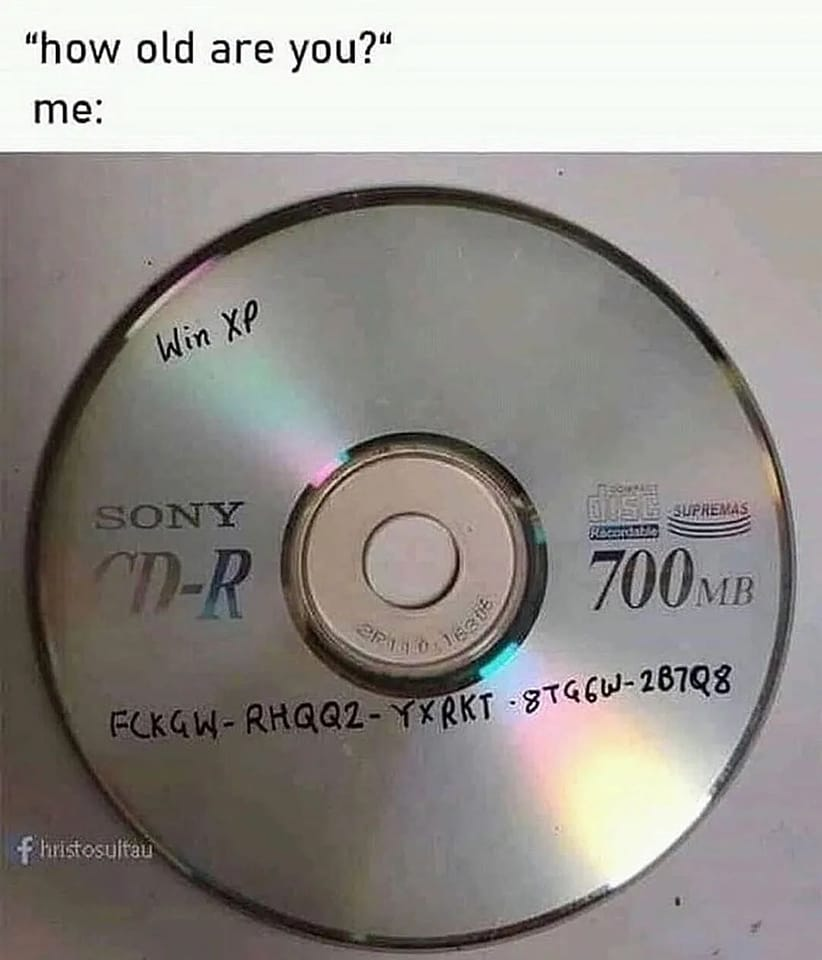 "how old are you?"
me:
Win XP
SONY
CD-R
COMPACT
disc
Recordable
SUPREMAS
700MB
FCKGW-RHQQ2-YXRKT-8TG6W-2B7Q8
hristosultau